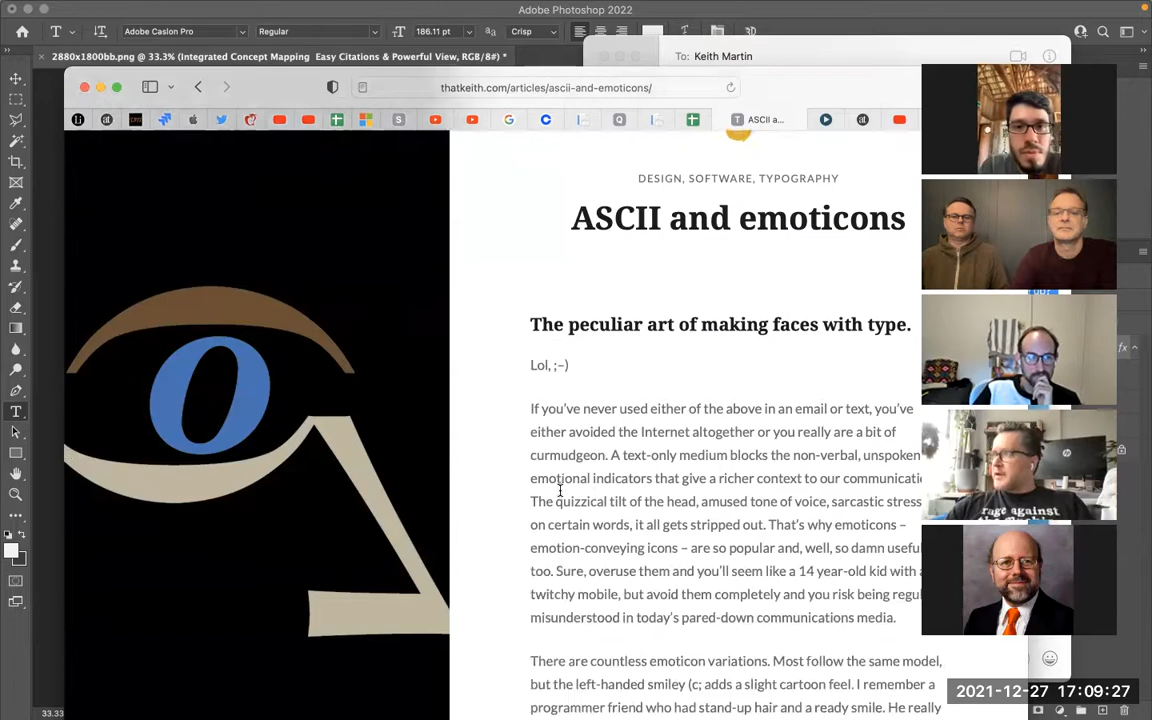 Adobe Photoshop 2022
Adobe Caslon Pro
Regular
186.11 pt
Crisp
3D
2880x1800bb.png @ 33.3% (Integrated Concept Mapping Easy Citations & Powerful View, RGB/8#) *
To: Keith Martin
thatkeith.com/articles/ascii-and-emoticons/
ASCII a...
DESIGN, SOFTWARE, TYPOGRAPHY
ASCII and emoticons
The peculiar art of making faces with type.
Lol, ;–)
If you’ve never used either of the above in an email or text, you’ve
either avoided the Internet altogether or you really are a bit of
curmudgeon. A text-only medium blocks the non-verbal, unspoken
emotional indicators that give a richer context to our
The quizzical tilt of the head, amused tone of voice, sarcastic stress
on certain words, it all gets stripped out. That’s why emoticons –
emotion-conveying icons – are so popular and, well, so damn
too. Sure, overuse them and you’ll seem like a 14 year-old kid with
twitchy mobile, but avoid them completely and you risk being
misunderstood in today’s pared-down communications media.
There are countless emoticon variations. Most follow the same model,
but the left-handed smiley (c; adds a slight cartoon feel. I remember a
programmer friend who had stand-up hair and a ready smile. He really
rage against
hp
fx
33.33
2021-12-27 17:09:27